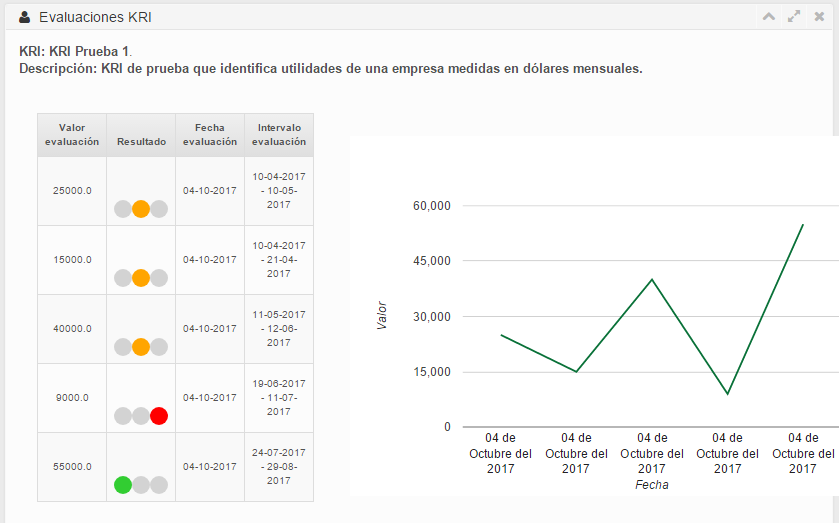 Evaluaciones KRI
KRI: KRI Prueba 1.
Descripción: KRI de prueba que identifica utilidades de una empresa medidas en dólares mensuales.
Valor
evaluación
Resultado
Fecha
evaluación
Intervalo
evaluación
25000.0
04-10-2017
10-04-2017
- 10-05-
2017
15000.0
04-10-2017
10-04-2017
- 21-04-
2017
40000.0
04-10-2017
11-05-2017
- 12-06-
2017
9000.0
04-10-2017
19-06-2017
- 11-07-
2017
55000.0
04-10-2017
24-07-2017
- 29-08-
2017
60,000
45,000
30,000
15,000
0
Valor
04 de
Octubre del
2017
04 de
Octubre del
2017
04 de
Octubre del
2017
04 de
Octubre del
2017
04 de
Octubre del
2017
Fecha